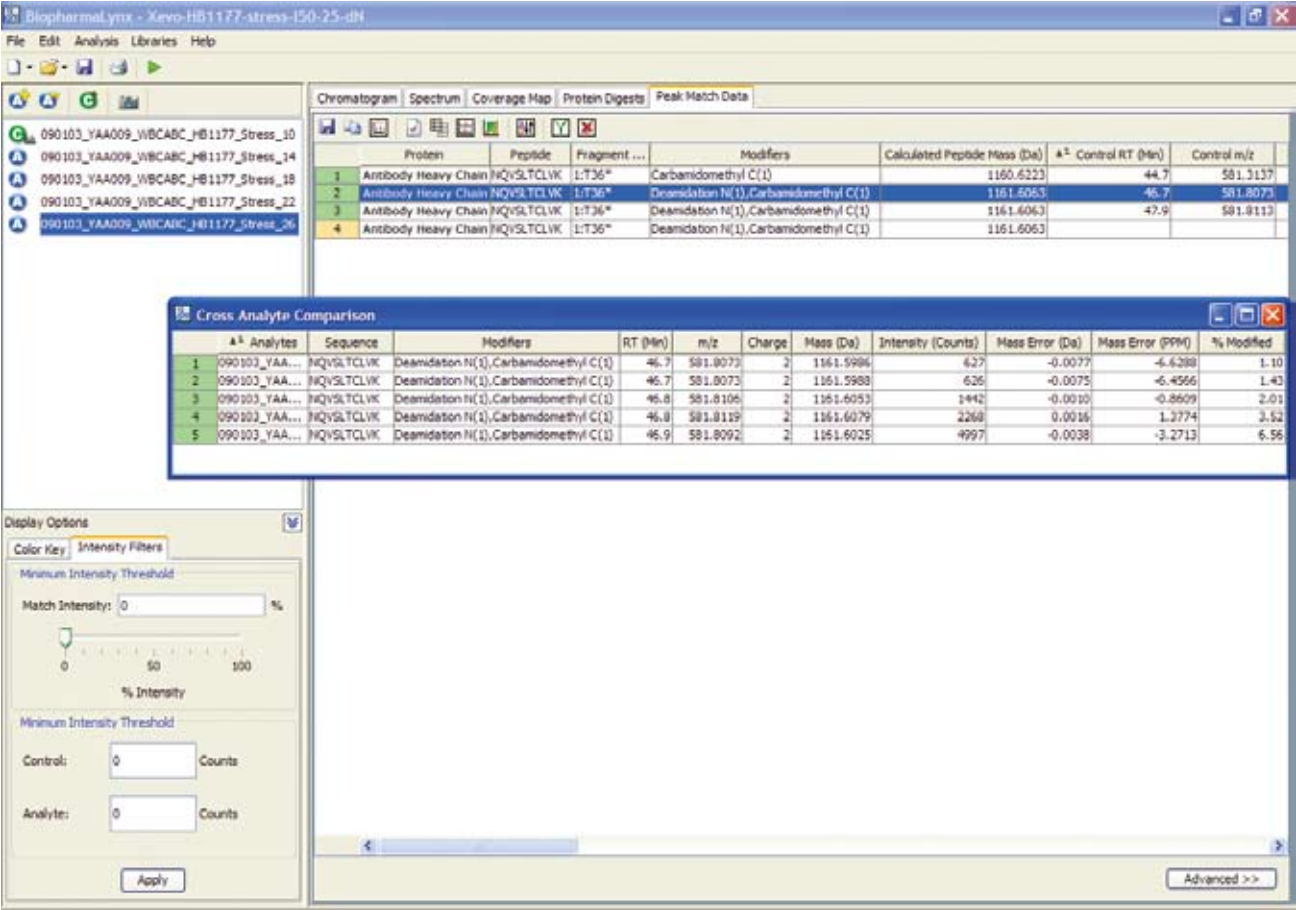 BiopharmaLynx - Xevo-HB1177-stress-I50-25-dN
File Edit Analysis Libraries Help
Chromatogram Spectrum Coverage Map Protein Digests Peak Match Data
090103_YAA009_WBCABC_HB1177_Stress_10
090103_YAA009_WBCABC_HB1177_Stress_14
090103_YAA009_WBCABC_HB1177_Stress_18
090103_YAA009_WBCABC_HB1177_Stress_22
090103_YAA009_WBCABC_HB1177_Stress_26
Protein Peptide Fragment ... Modifiers Calculated Peptide Mass (Da) Control RT (Min) Control m/z
1 Antibody Heavy Chain NQVSLTCLVK 1:T36* Carbamidomethyl C(1) 1160.6223 44.7 581.3137
2 Antibody Heavy Chain NQVSLTCLVK 1:T36* Deamidation N(1),Carbamidomethyl C(1) 1161.6063 46.7 581.8073
3 Antibody Heavy Chain NQVSLTCLVK 1:T36* Deamidation N(1),Carbamidomethyl C(1) 1161.6063 47.9 581.8113
4 Antibody Heavy Chain NQVSLTCLVK 1:T36* Deamidation N(1),Carbamidomethyl C(1) 1161.6063
Cross Analyte Comparison
Analytes Sequence Modifiers RT (Min) m/z Charge Mass (Da) Intensity (Counts) Mass Error (Da) Mass Error (PPM) % Modified
1 090103_YAA... NQVSLTCLVK Deamidation N(1),Carbamidomethyl C(1) 46.7 581.8073 2 1161.5986 627 -0.0077 -6.6288 1.10
2 090103_YAA... NQVSLTCLVK Deamidation N(1),Carbamidomethyl C(1) 46.7 581.8073 2 1161.5988 626 -0.0075 -6.4566 1.43
3 090103_YAA... NQVSLTCLVK Deamidation N(1),Carbamidomethyl C(1) 46.8 581.8106 2 1161.6053 1442 -0.0010 -0.8609 2.01
4 090103_YAA... NQVSLTCLVK Deamidation N(1),Carbamidomethyl C(1) 46.8 581.8119 2 1161.6079 2268 0.0016 1.3774 3.52
5 090103_YAA... NQVSLTCLVK Deamidation N(1),Carbamidomethyl C(1) 46.9 581.8092 2 1161.6025 4997 -0.0038 -3.2713 6.56
Display Options
Color Key Intensity Filters
Minimum Intensity Threshold
Match Intensity: 0 %
0 50 100
% Intensity
Minimum Intensity Threshold
Control: 0 Counts
Analyte: 0 Counts
Apply
Advanced >>